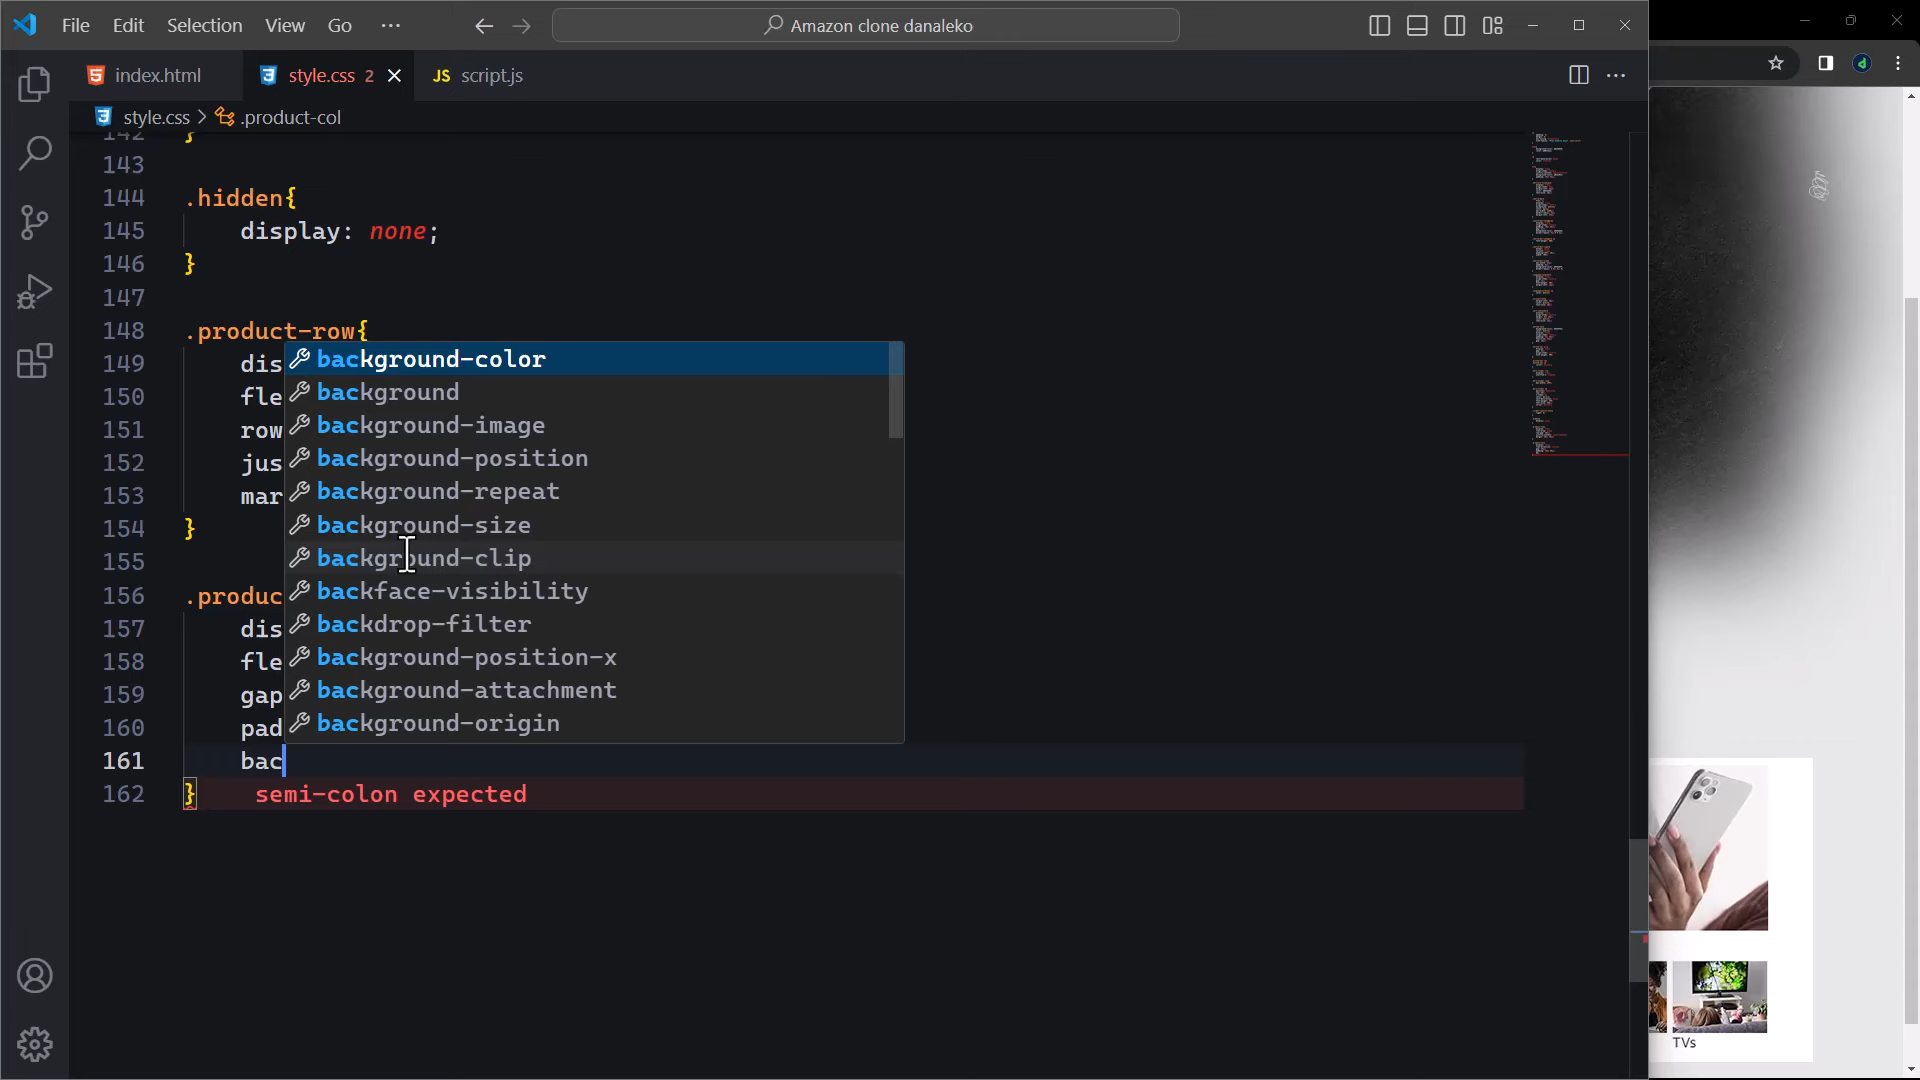 File Edit Selection View Go ···
Amazon clone danaleko
index.html
style.css 2
JS script.js
style.css > .product-col
142 }
143
144 .hidden{
145 display: none;
146 }
147
148 .product-row{
149 dis
150 fle
151 row
152 jus
153 mar
154 }
155
156 .produc
157 dis
158 fle
159 gap
160 pad
161 bac
162 } semi-colon expected
background-color
background
background-image
background-position
background-repeat
background-size
background-clip
backface-visibility
backdrop-filter
background-position-x
background-attachment
background-origin
d
TVs